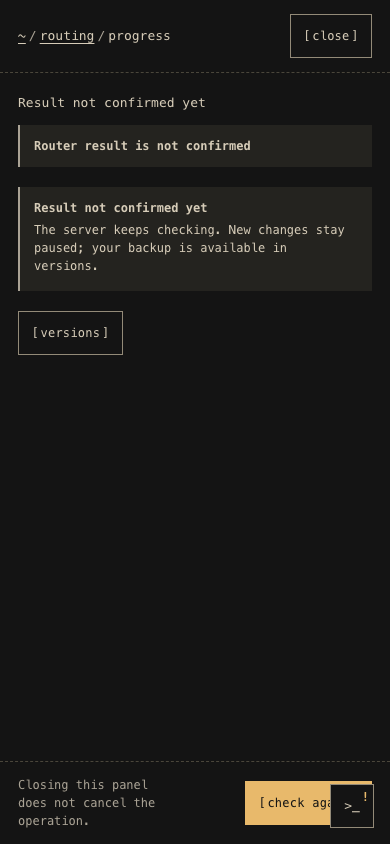 ~ / routing / progress
[close]
Result not confirmed yet
Router result is not confirmed
Result not confirmed yet
The server keeps checking. New changes stay
paused; your backup is available in
versions.
[versions]
Closing this panel
does not cancel the
operation.
[check aga
>_ !